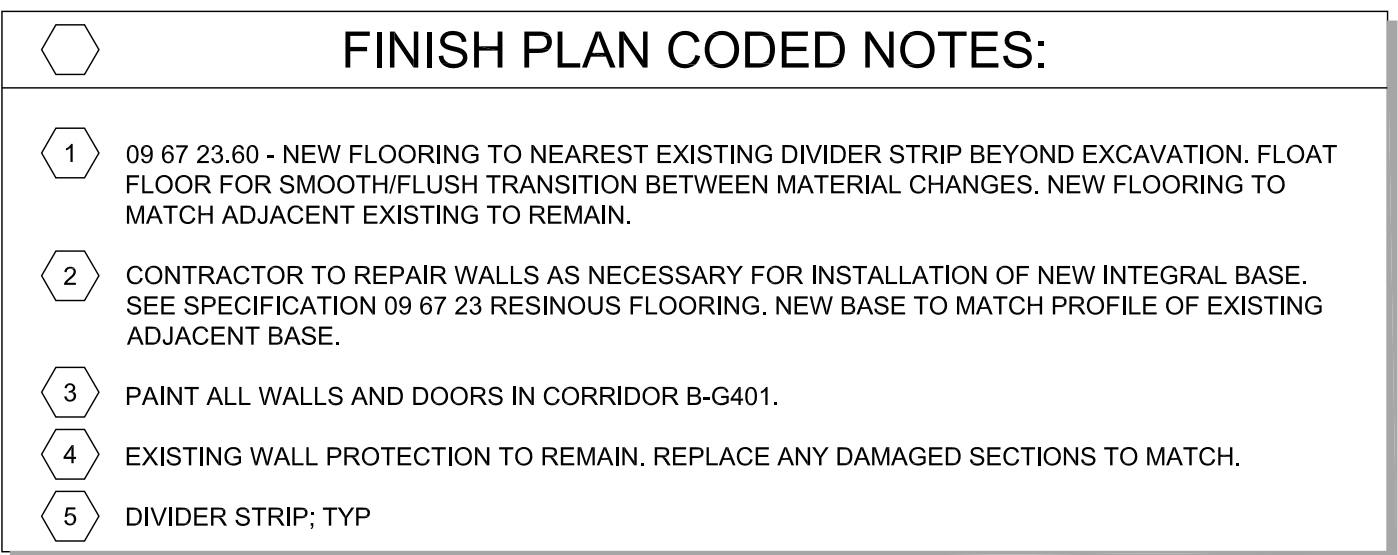 FINISH PLAN CODED NOTES:
1 09 67 23.60 - NEW FLOORING TO NEAREST EXISTING DIVIDER STRIP BEYOND EXCAVATION. FLOAT
FLOOR FOR SMOOTH/FLUSH TRANSITION BETWEEN MATERIAL CHANGES. NEW FLOORING TO
MATCH ADJACENT EXISTING TO REMAIN.
2 CONTRACTOR TO REPAIR WALLS AS NECESSARY FOR INSTALLATION OF NEW INTEGRAL BASE.
SEE SPECIFICATION 09 67 23 RESINOUS FLOORING. NEW BASE TO MATCH PROFILE OF EXISTING
ADJACENT BASE.
3 PAINT ALL WALLS AND DOORS IN CORRIDOR B-G401.
4 EXISTING WALL PROTECTION TO REMAIN. REPLACE ANY DAMAGED SECTIONS TO MATCH.
5 DIVIDER STRIP; TYP